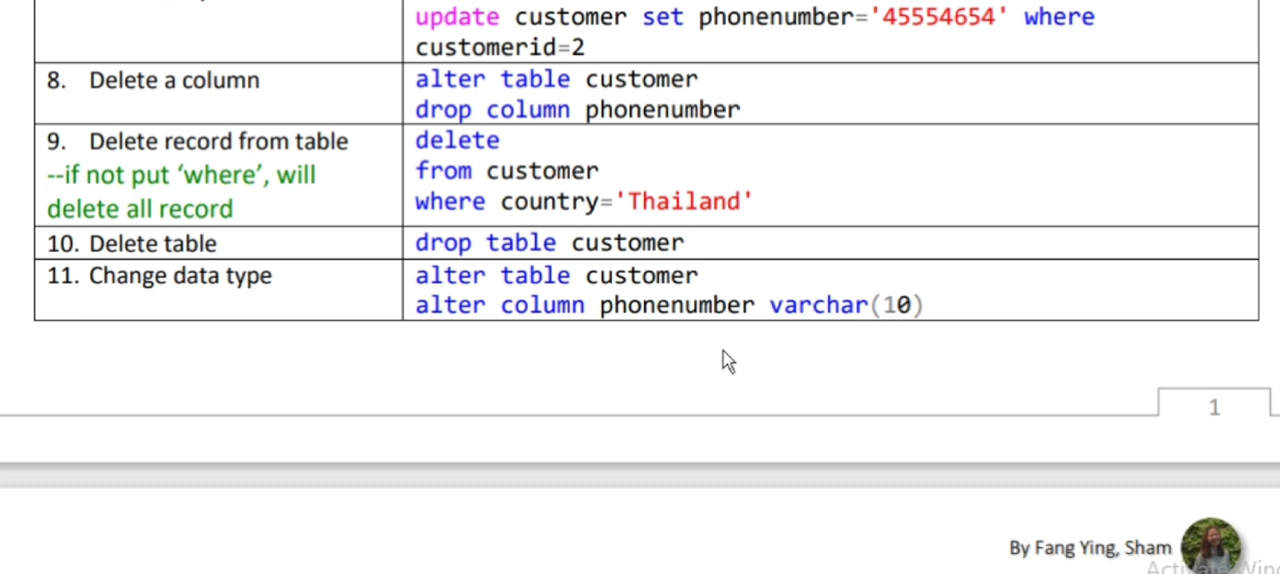 update customer set phonenumber='45554654' where
customerid=2
8. Delete a column
alter table customer
drop column phonenumber
9. Delete record from table
--if not put ‘where’, will
delete all record
delete
from customer
where country='Thailand'
10. Delete table
drop table customer
11. Change data type
alter table customer
alter column phonenumber varchar(10)
1
By Fang Ying, Sham